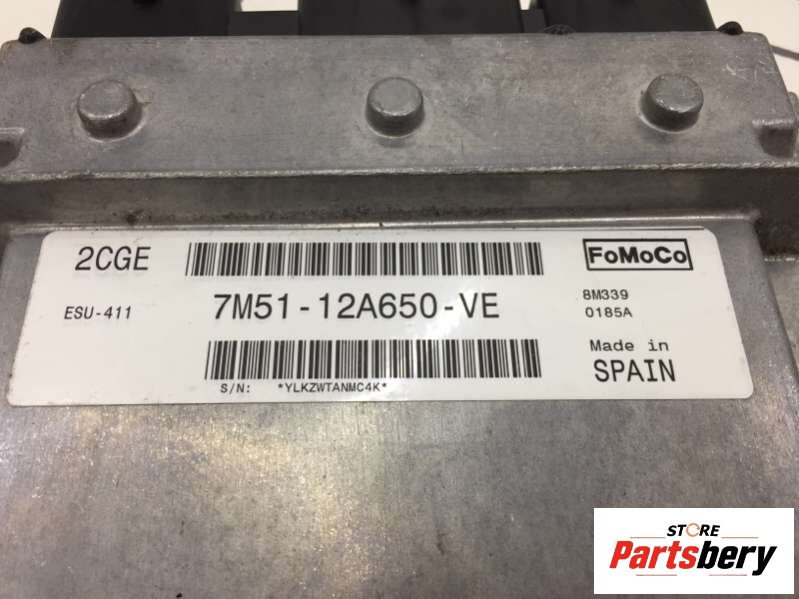 2CGE
FoMoCo
ESU-411
7M51-12A650-VE
8M339
0185A
Made in
SPAIN
S/N: *YLKZWTANMC4K*
STORE
Partsbery